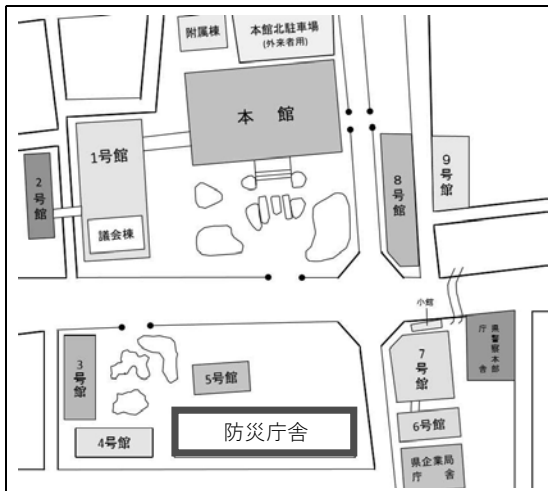 附属棟
本館北駐車場
(外来者用)
本館
1号館
2号館
議会棟
8号館
9号館
小館
県警察本部
庁舎
7号館
3号館
5号館
防災庁舎
6号館
4号館
県企業局
庁舎